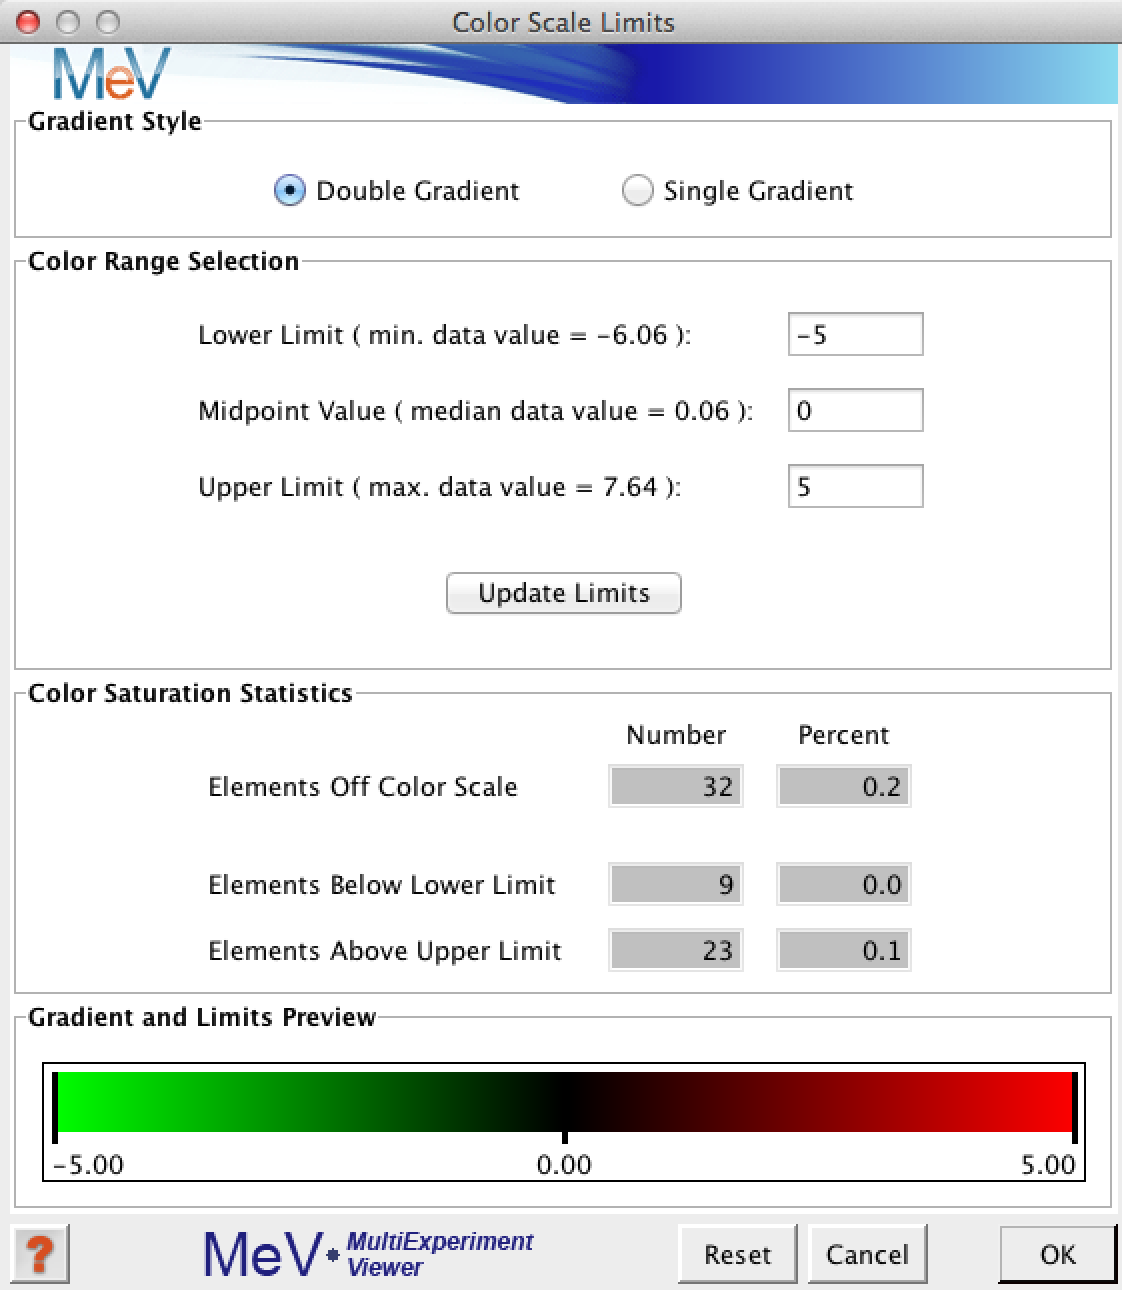 Color Scale Limits
MeV
Gradient Style
Double Gradient Single Gradient
Color Range Selection
Lower Limit ( min. data value = -6.06 ): -5
Midpoint Value ( median data value = 0.06 ): 0
Upper Limit ( max. data value = 7.64 ): 5
Update Limits
Color Saturation Statistics
Number Percent
Elements Off Color Scale 32 0.2
Elements Below Lower Limit 9 0.0
Elements Above Upper Limit 23 0.1
Gradient and Limits Preview
-5.00 0.00 5.00
? MeV MultiExperiment Viewer Reset Cancel OK